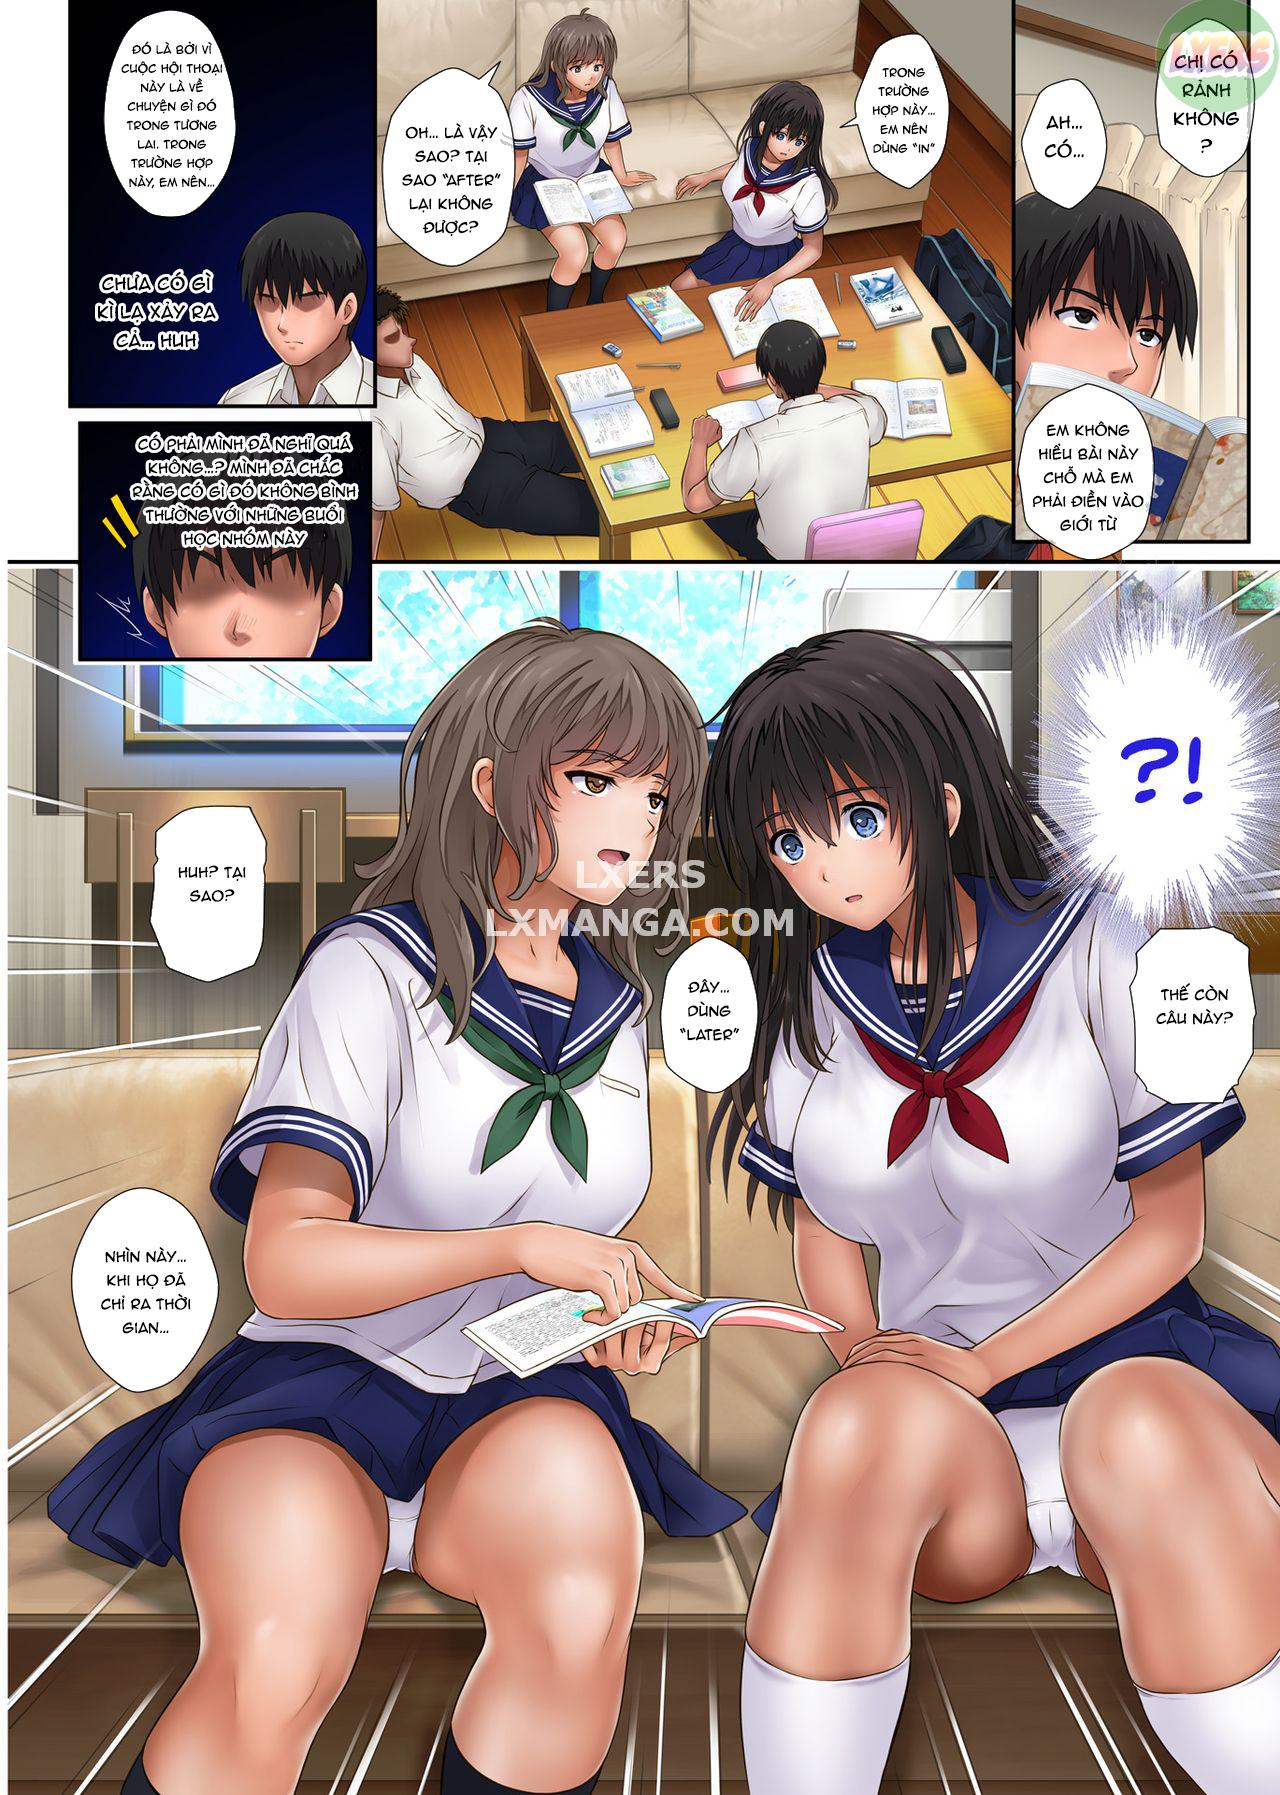 CHỊ CÓ
RẢNH
KHÔNG
?
LXERS
AH...
CÓ...
EM KHÔNG
HIỂU BÀI NÀY
CHỖ MÀ EM
PHẢI ĐIỀN VÀO
GIỚI TỪ
TRONG
TRƯỜNG
HỢP NÀY...
EM NÊN
DÙNG "IN"
OH... LÀ VẬY
SAO? TẠI
SAO "AFTER"
LẠI KHÔNG
ĐƯỢC?
ĐÓ LÀ BỞI VÌ
CUỘC HỘI THOẠI
NÀY LÀ VỀ
CHUYỆN GÌ ĐÓ
TRONG TƯƠNG
LAI. TRONG
TRƯỜNG HỢP
NÀY, EM NÊN...
CHƯA CÓ GÌ
KÌ LẠ XẢY RA
CẢ... HUH
CÓ PHẢI MÌNH ĐÃ NGHĨ QUÁ
KHÔNG...? MÌNH ĐÃ CHẮC
RẰNG CÓ GÌ ĐÓ KHÔNG BÌNH
THƯỜNG VỚI NHỮNG BUỔI
HỌC NHÓM NÀY
?!
THẾ CÒN
CÂU NÀY?
ĐÂY...
DÙNG
"LATER"
HUH? TẠI
SAO?
NHÌN NÀY...
KHI HỌ ĐÃ
CHỈ RA THỜI
GIAN...
LXERS
LXMANGA.COM